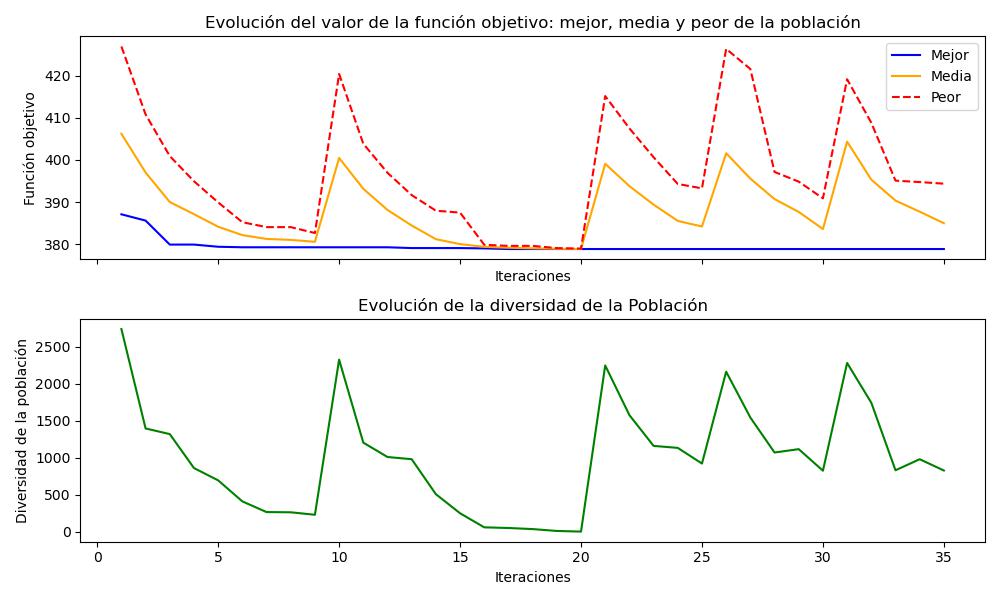 Evolución del valor de la función objetivo: mejor, media y peor de la población
Función objetivo
420
410
400
390
380
Mejor
Media
Peor
Iteraciones
Evolución de la diversidad de la Población
Diversidad de la población
2500
2000
1500
1000
500
0
0 5 10 15 20 25 30 35
Iteraciones